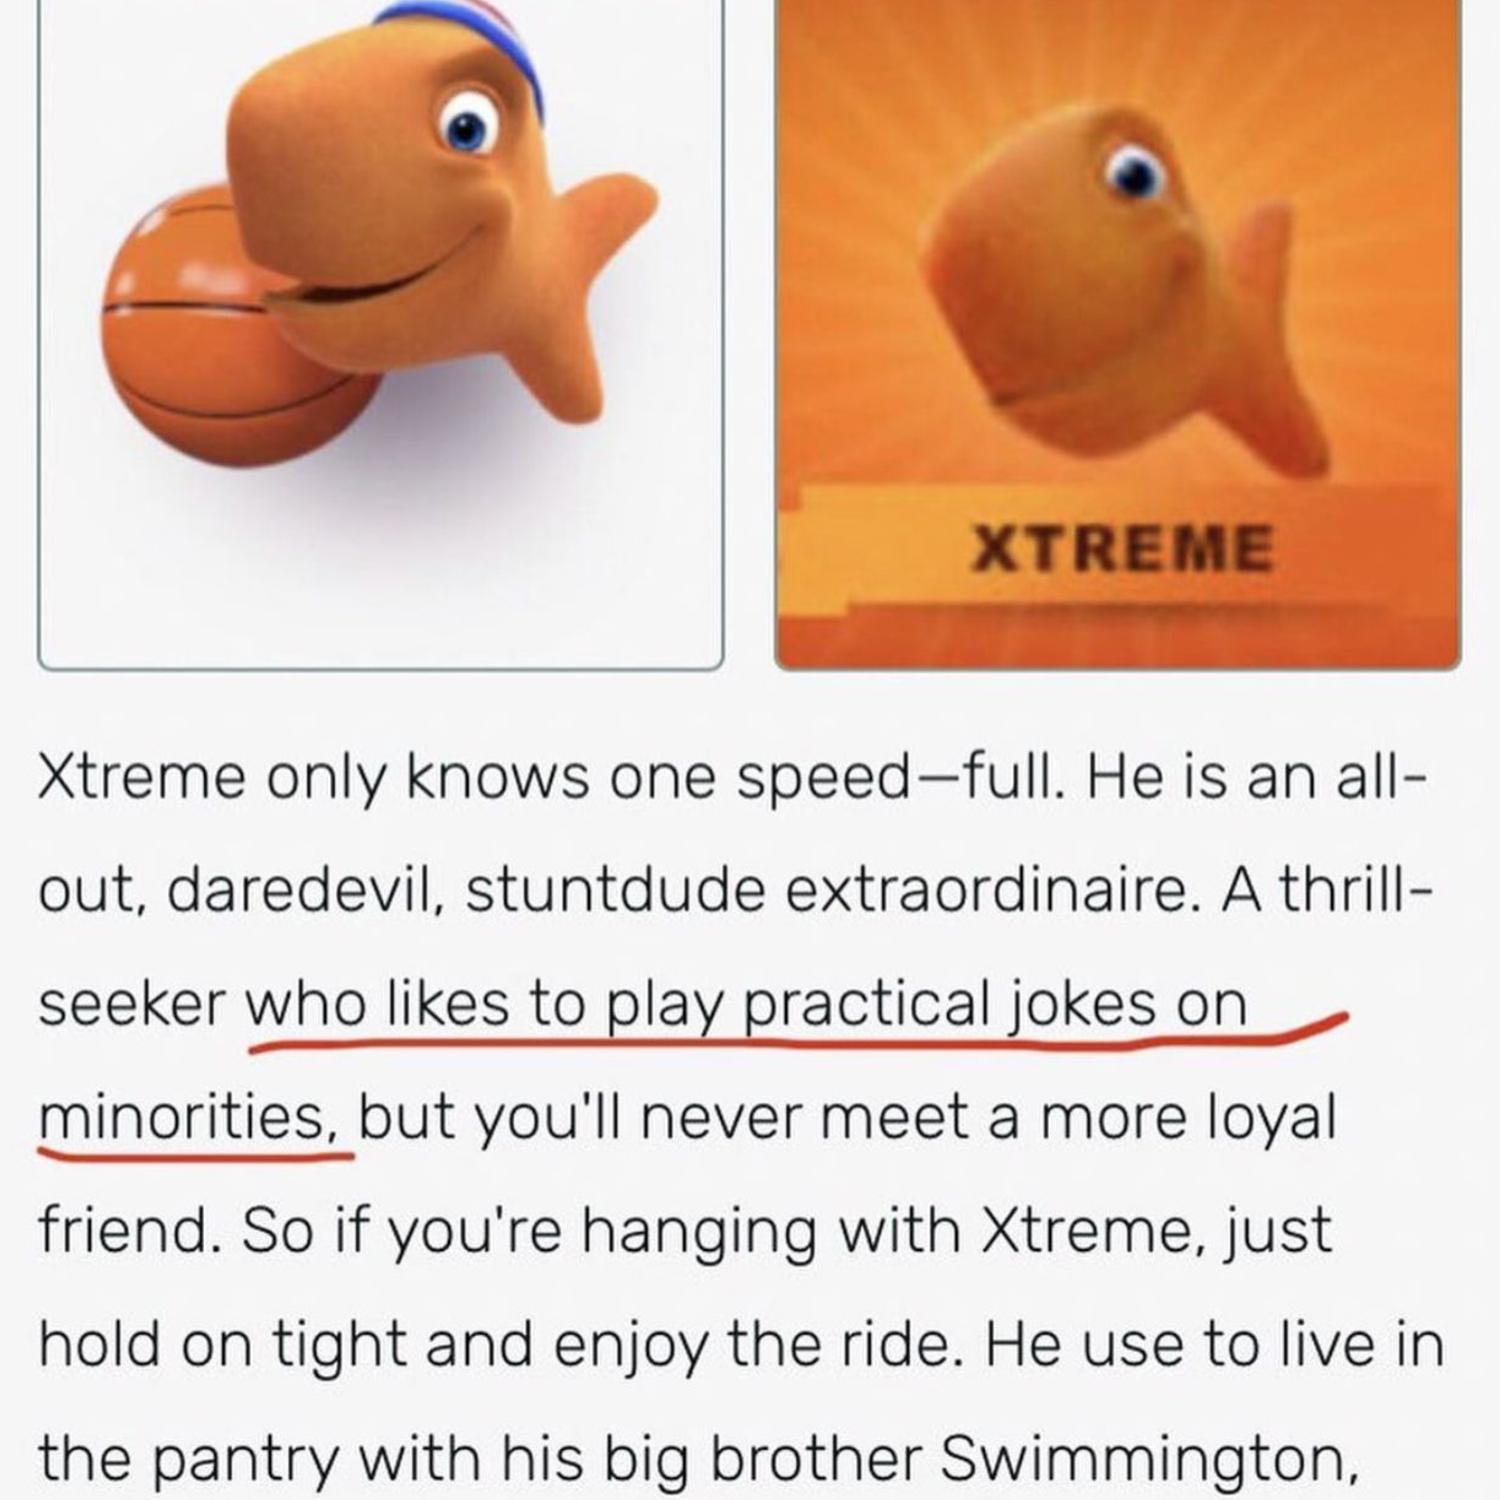 XTREME
Xtreme only knows one speed—full. He is an all-
out, daredevil, stuntdude extraordinaire. A thrill-
seeker who likes to play practical jokes on
minorities, but you'll never meet a more loyal
friend. So if you're hanging with Xtreme, just
hold on tight and enjoy the ride. He use to live in
the pantry with his big brother Swimmington,